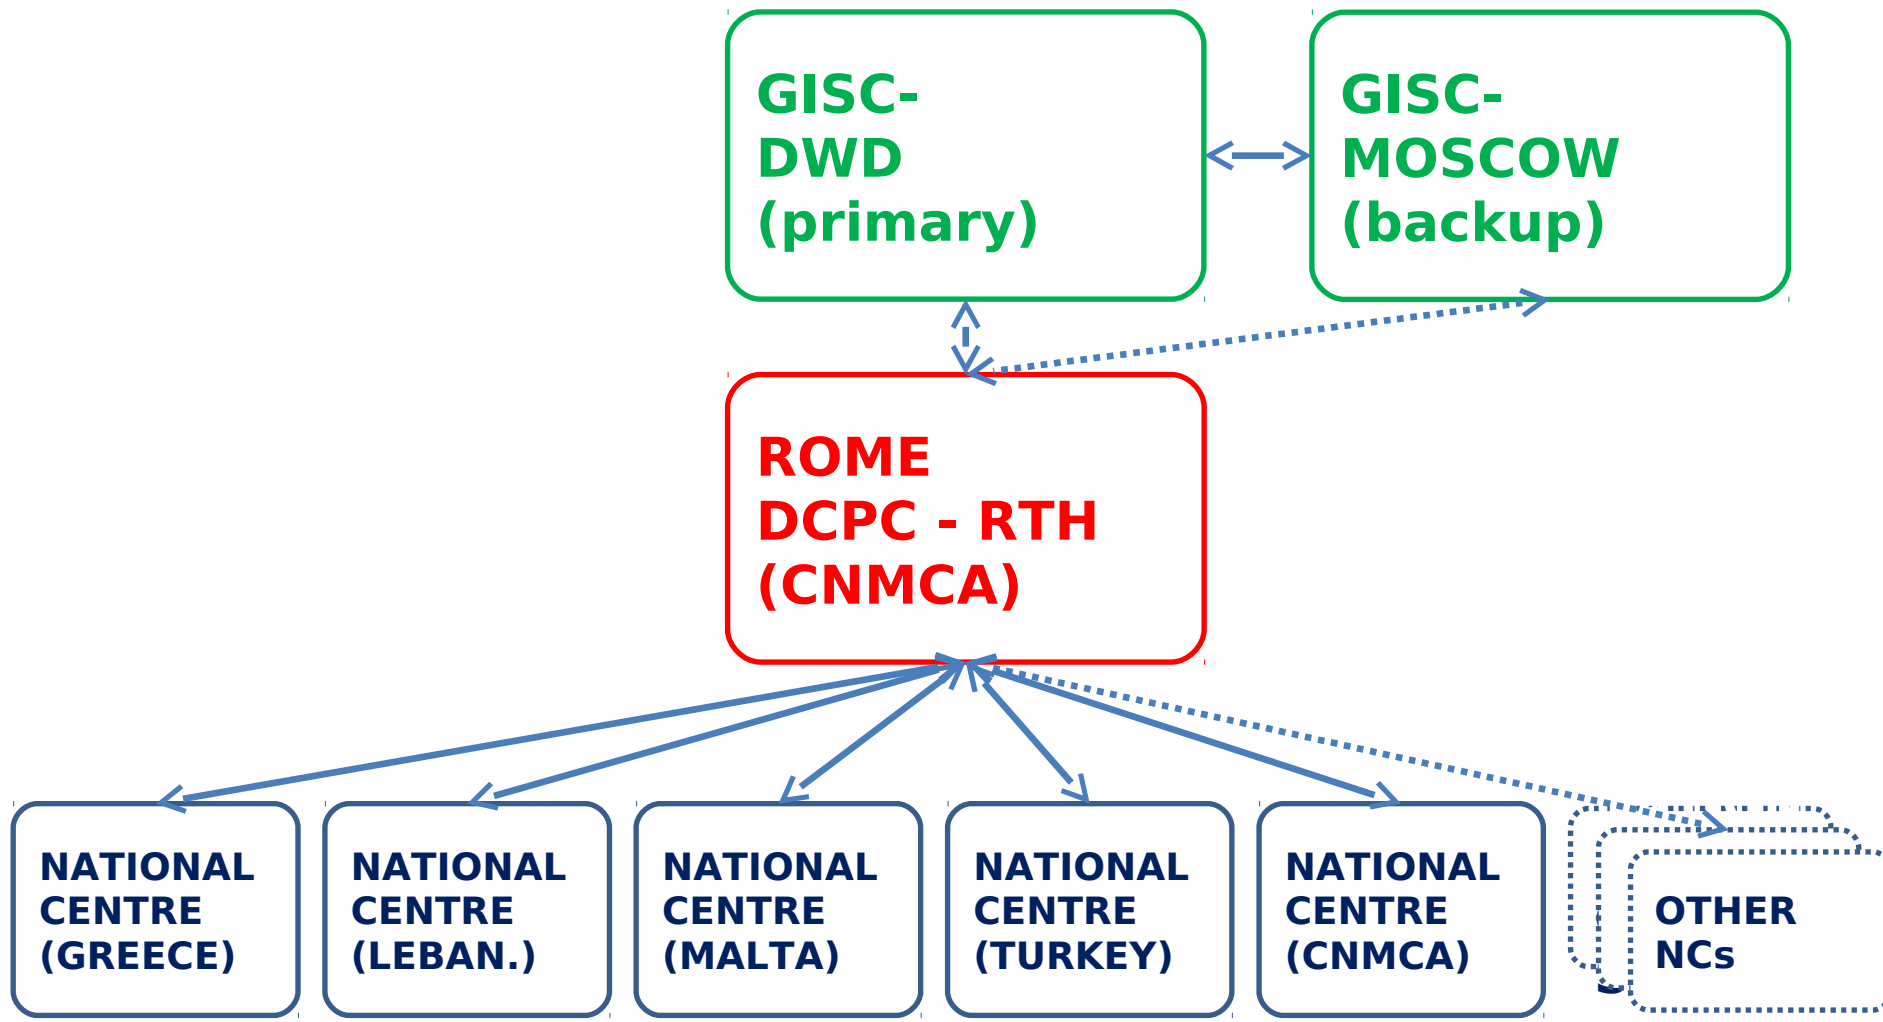 GISC-
DWD
(primary)
GISC-
MOSCOW
(backup)
ROME
DCPC - RTH
(CNMCA)
NATIONAL
CENTRE
(GREECE)
NATIONAL
CENTRE
(LEBAN.)
NATIONAL
CENTRE
(MALTA)
NATIONAL
CENTRE
(TURKEY)
NATIONAL
CENTRE
(CNMCA)
OTHER
NCs